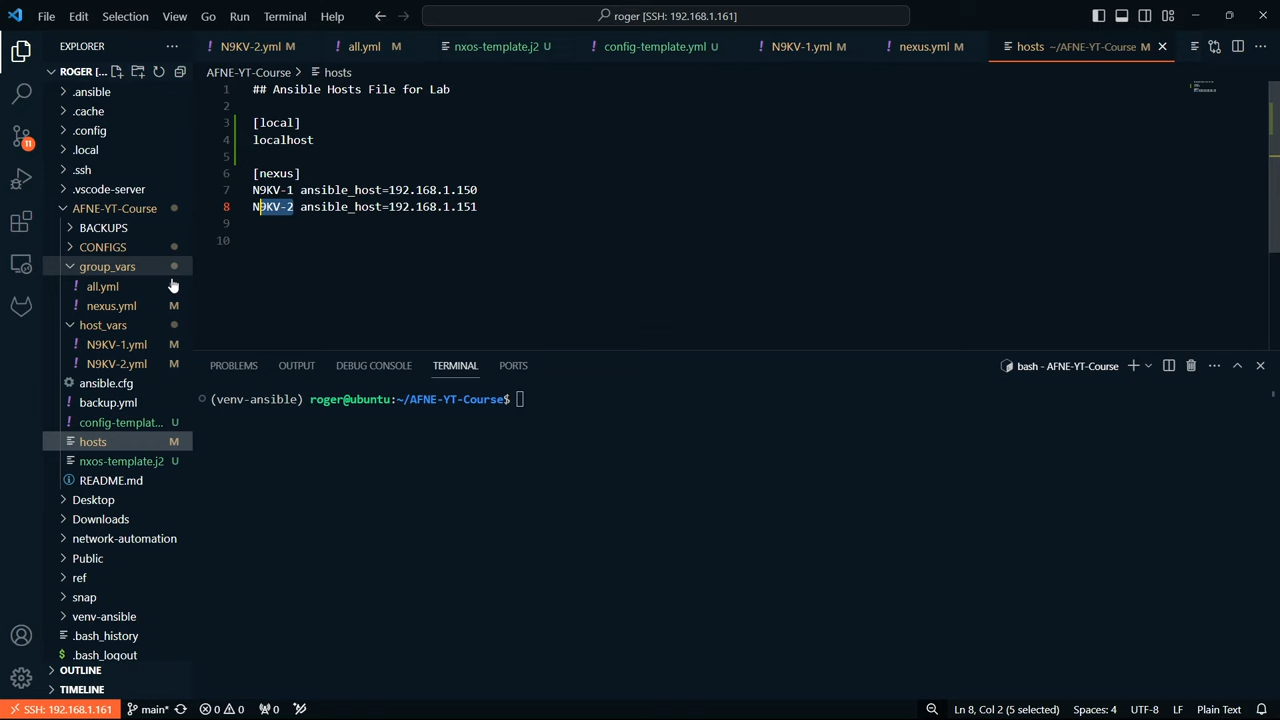 File Edit Selection View Go Run Terminal Help
roger [SSH: 192.168.1.161]
EXPLORER
N9KV-2.yml M
all.yml M
nxos-template.j2 U
config-template.yml U
N9KV-1.yml M
nexus.yml M
hosts ~/AFNE-YT-Course M
ROGER [...
AFNE-YT-Course > hosts
.ansible
.cache
.config
.local
.ssh
.vscode-server
AFNE-YT-Course
BACKUPS
CONFIGS
group_vars
all.yml
nexus.yml M
host_vars
N9KV-1.yml M
N9KV-2.yml M
ansible.cfg
backup.yml
config-templat... U
hosts M
nxos-template.j2 U
README.md
Desktop
Downloads
network-automation
Public
ref
snap
venv-ansible
.bash_history
.bash_logout
OUTLINE
TIMELINE
11
1 ## Ansible Hosts File for Lab
2
3 [local]
4 localhost
5
6 [nexus]
7 N9KV-1 ansible_host=192.168.1.150
8 N9KV-2 ansible_host=192.168.1.151
9
10
PROBLEMS OUTPUT DEBUG CONSOLE TERMINAL PORTS
bash - AFNE-YT-Course
(venv-ansible) roger@ubuntu:~/AFNE-YT-Course$
SSH: 192.168.1.161 main* 0 0 0
Ln 8, Col 2 (5 selected) Spaces: 4 UTF-8 LF Plain Text